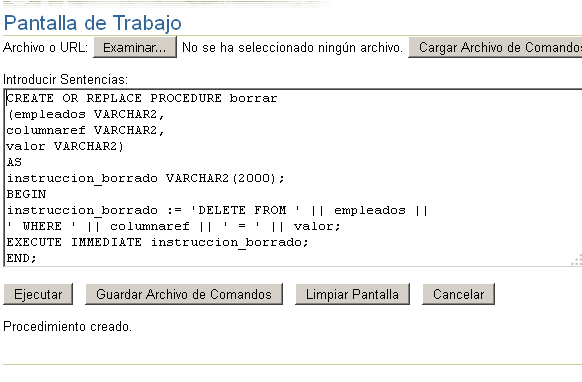 Pantalla de Trabajo
Archivo o URL: Examinar... No se ha seleccionado ningún archivo. Cargar Archivo de Comandos
Introducir Sentencias:
CREATE OR REPLACE PROCEDURE borrar
(empleados VARCHAR2,
columnaref VARCHAR2,
valor VARCHAR2)
AS
instruccion_borrado VARCHAR2(2000);
BEGIN
instruccion_borrado := 'DELETE FROM ' || empleados ||
' WHERE ' || columnaref || ' = ' || valor;
EXECUTE IMMEDIATE instruccion_borrado;
END;
Ejecutar Guardar Archivo de Comandos Limpiar Pantalla Cancelar
Procedimiento creado.